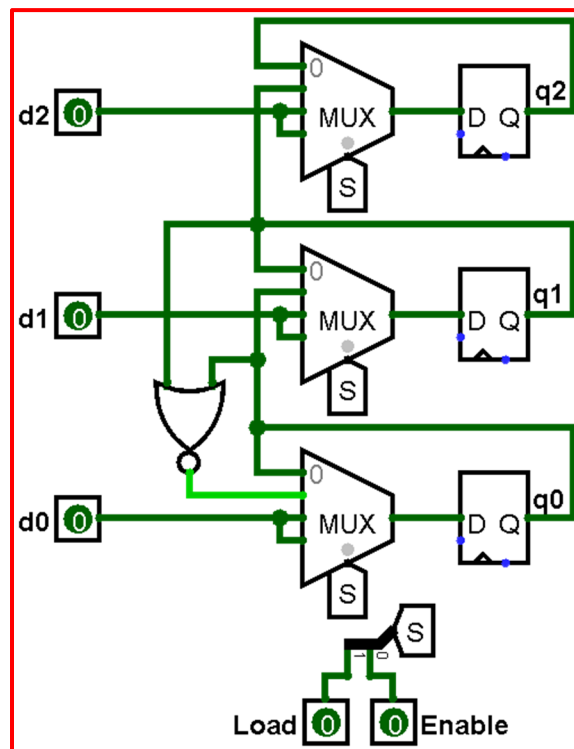 0
q2
d2 0 MUX D Q
S
0
q1
d1 0 MUX D Q
S
0
q0
d0 0 MUX D Q
S
S
1 0
Load 0 0 Enable